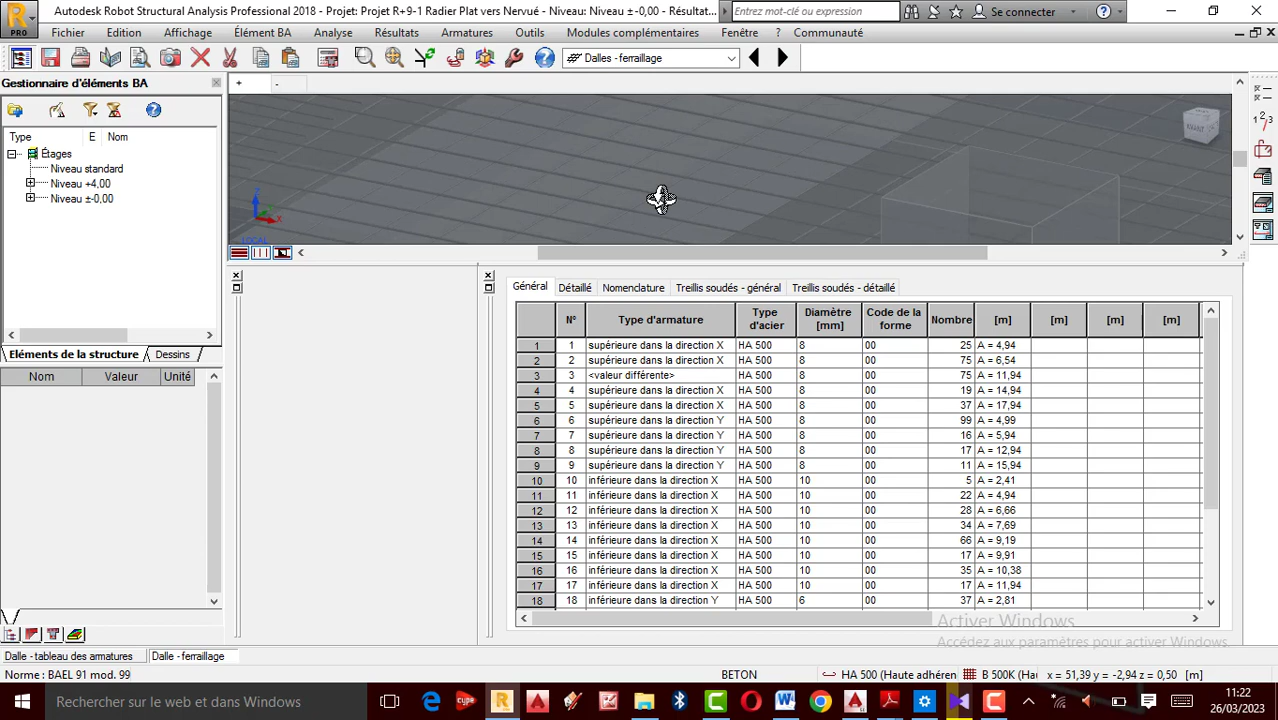 PRO
Autodesk Robot Structural Analysis Professional 2018 - Projet: Projet R+9-1 Radier Plat vers Nervué - Niveau: Niveau ±-0,00 - Résultat...
Entrez mot-clé ou expression
Se connecter
Fichier Edition Affichage Élément BA Analyse Résultats Armatures Outils Modules complémentaires Fenêtre ? Communauté
Dalles - ferraillage
Gestionnaire d'éléments BA
Type E Nom
Étages
Niveau standard
Niveau +4,00
Niveau ±-0,00
Z
X
LOCAL
Eléments de la structure Dessins
Nom Valeur Unité
Général Détaillé Nomenclature Treillis soudés - général Treillis soudés - détaillé
N° Type d'armature Type d'acier Diamètre [mm] Code de la forme Nombre [m] [m] [m] [m]
1 1 supérieure dans la direction X HA 500 8 00 25 A = 4,94
2 2 supérieure dans la direction X HA 500 8 00 75 A = 6,54
3 3 <valeur différente> HA 500 8 00 75 A = 11,94
4 4 supérieure dans la direction X HA 500 8 00 19 A = 14,94
5 5 supérieure dans la direction X HA 500 8 00 37 A = 17,94
6 6 supérieure dans la direction Y HA 500 8 00 99 A = 4,99
7 7 supérieure dans la direction Y HA 500 8 00 16 A = 5,94
8 8 supérieure dans la direction Y HA 500 8 00 17 A = 12,94
9 9 supérieure dans la direction Y HA 500 8 00 11 A = 15,94
10 10 inférieure dans la direction X HA 500 10 00 5 A = 2,41
11 11 inférieure dans la direction X HA 500 10 00 22 A = 4,94
12 12 inférieure dans la direction X HA 500 10 00 28 A = 6,66
13 13 inférieure dans la direction X HA 500 10 00 34 A = 7,69
14 14 inférieure dans la direction X HA 500 10 00 66 A = 9,19
15 15 inférieure dans la direction X HA 500 10 00 17 A = 9,91
16 16 inférieure dans la direction X HA 500 10 00 35 A = 10,38
17 17 inférieure dans la direction X HA 500 10 00 17 A = 11,94
18 18 inférieure dans la direction Y HA 500 6 00 37 A = 2,81
Activer Windows
Accédez aux paramètres pour activer Windows.
Dalle - tableau des armatures Dalle - ferraillage
Norme : BAEL 91 mod. 99 BETON HA 500 (Haute adhéren B 500K (Hau x = 51,39 y = -2,94 z = 0,50 [m]
Rechercher sur le web et dans Windows
11:22
26/03/2023